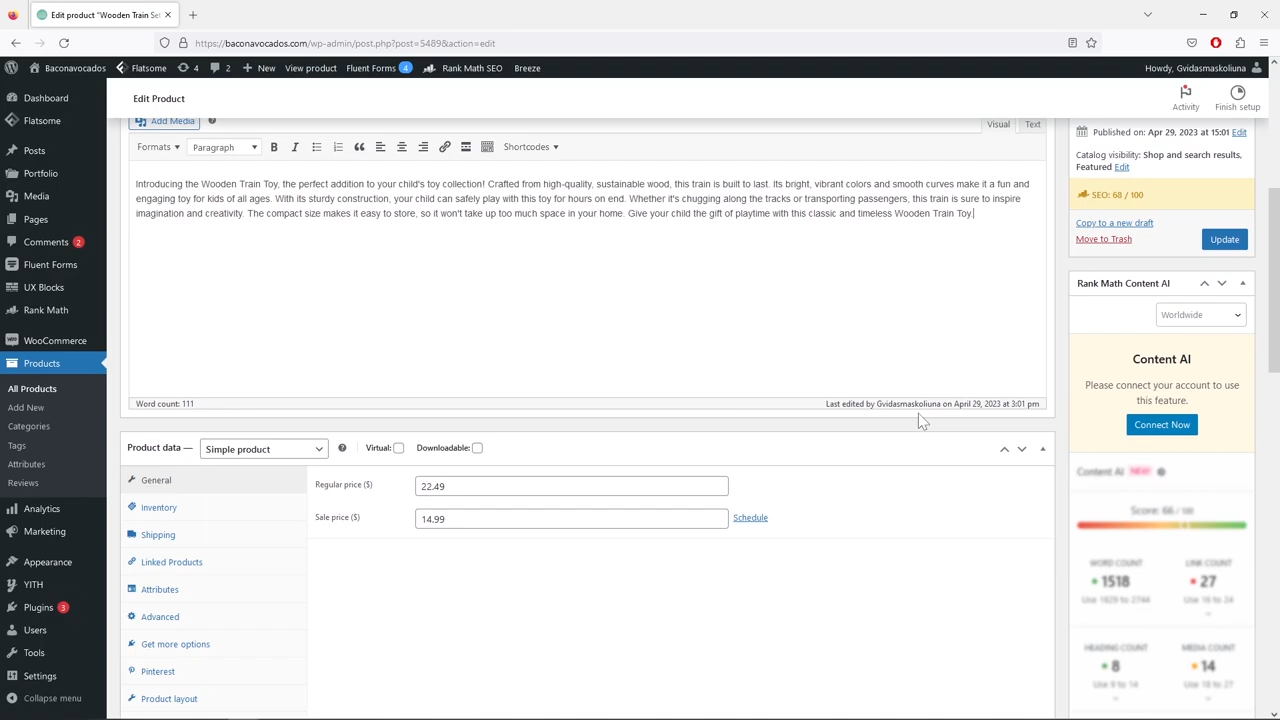 Edit product "Wooden Train Se
https://baconavocados.com/wp-admin/post.php?post=5489&action=edit
Baconavocados
Flatsome
4
2
New
View product
Fluent Forms 4
Rank Math SEO
Breeze
Howdy, Gvidasmaskoliuna
Dashboard
Flatsome
Posts
Portfolio
Media
Pages
Comments 2
Fluent Forms
UX Blocks
Rank Math
WooCommerce
Products
All Products
Add New
Categories
Tags
Attributes
Reviews
Analytics
Marketing
Appearance
YITH
Plugins 3
Users
Tools
Settings
Collapse menu
Edit Product
Activity
Finish setup
Add Media
Visual
Text
Formats
Paragraph
Shortcodes
Introducing the Wooden Train Toy, the perfect addition to your child's toy collection! Crafted from high-quality, sustainable wood, this train is built to last. Its bright, vibrant colors and smooth curves make it a fun and
engaging toy for kids of all ages. With its sturdy construction, your child can safely play with this toy for hours on end. Whether it's chugging along the tracks or transporting passengers, this train is sure to inspire
imagination and creativity. The compact size makes it easy to store, so it won't take up too much space in your home. Give your child the gift of playtime with this classic and timeless Wooden Train Toy.
Word count: 111
Last edited by Gvidasmaskoliuna on April 29, 2023 at 3:01 pm
Product data —
Simple product
Virtual:
Downloadable:
General
Inventory
Shipping
Linked Products
Attributes
Advanced
Get more options
Pinterest
Product layout
Regular price ($)
22.49
Sale price ($)
14.99
Schedule
Published on: Apr 29, 2023 at 15:01 Edit
Catalog visibility: Shop and search results,
Featured Edit
SEO: 68 / 100
Copy to a new draft
Move to Trash
Update
Rank Math Content AI
Worldwide
Content AI
Please connect your account to use
this feature.
Connect Now
Content AI NEW!
Score: 66 / 100
WORD COUNT
1518
Use 1829 to 2744
LINK COUNT
27
Use 16 to 24
HEADING COUNT
8
Use 9 to 14
MEDIA COUNT
14
Use 18 to 27